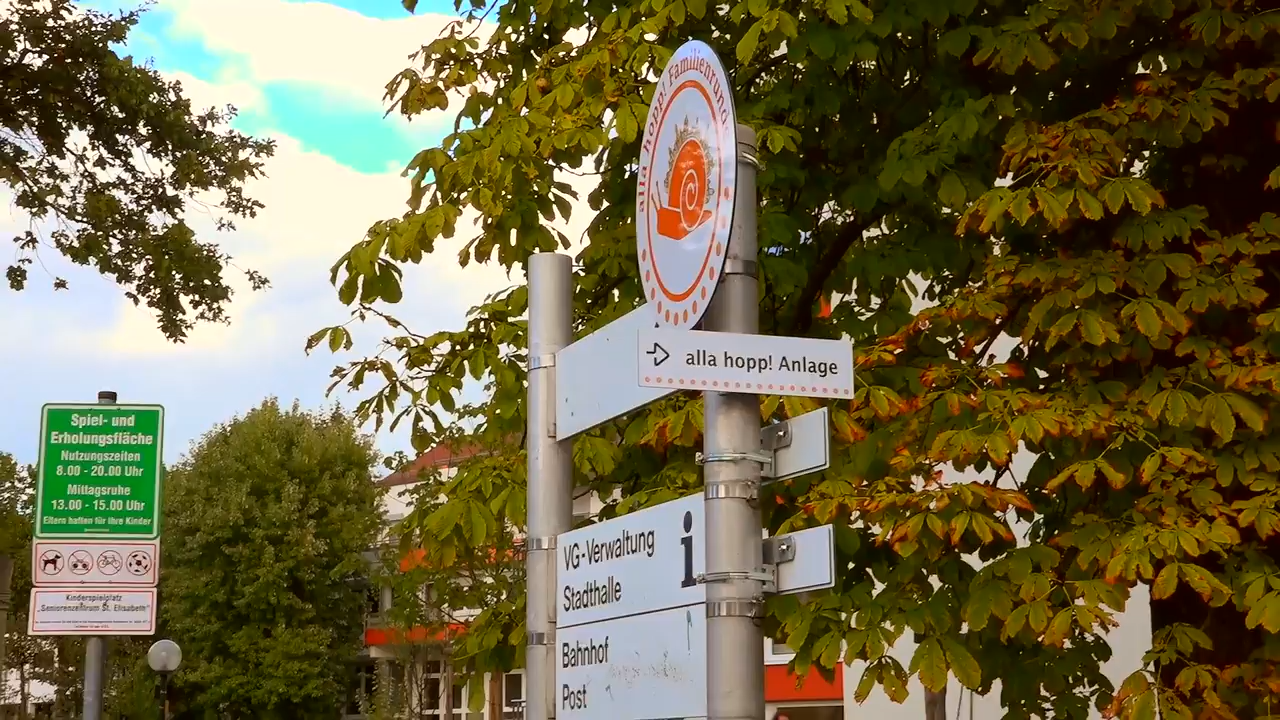 Spiel- und
Erholungsfläche
Nutzungszeiten
8.00 - 20.00 Uhr
Mittagsruhe
13.00 - 15.00 Uhr
Eltern haften für ihre Kinder
Kinderspielplatz
„Seniorenzentrum St. Elisabeth"
alla hopp! Familienrunde
alla hopp! Anlage
VG-Verwaltung
Stadthalle
i
Bahnhof
Post